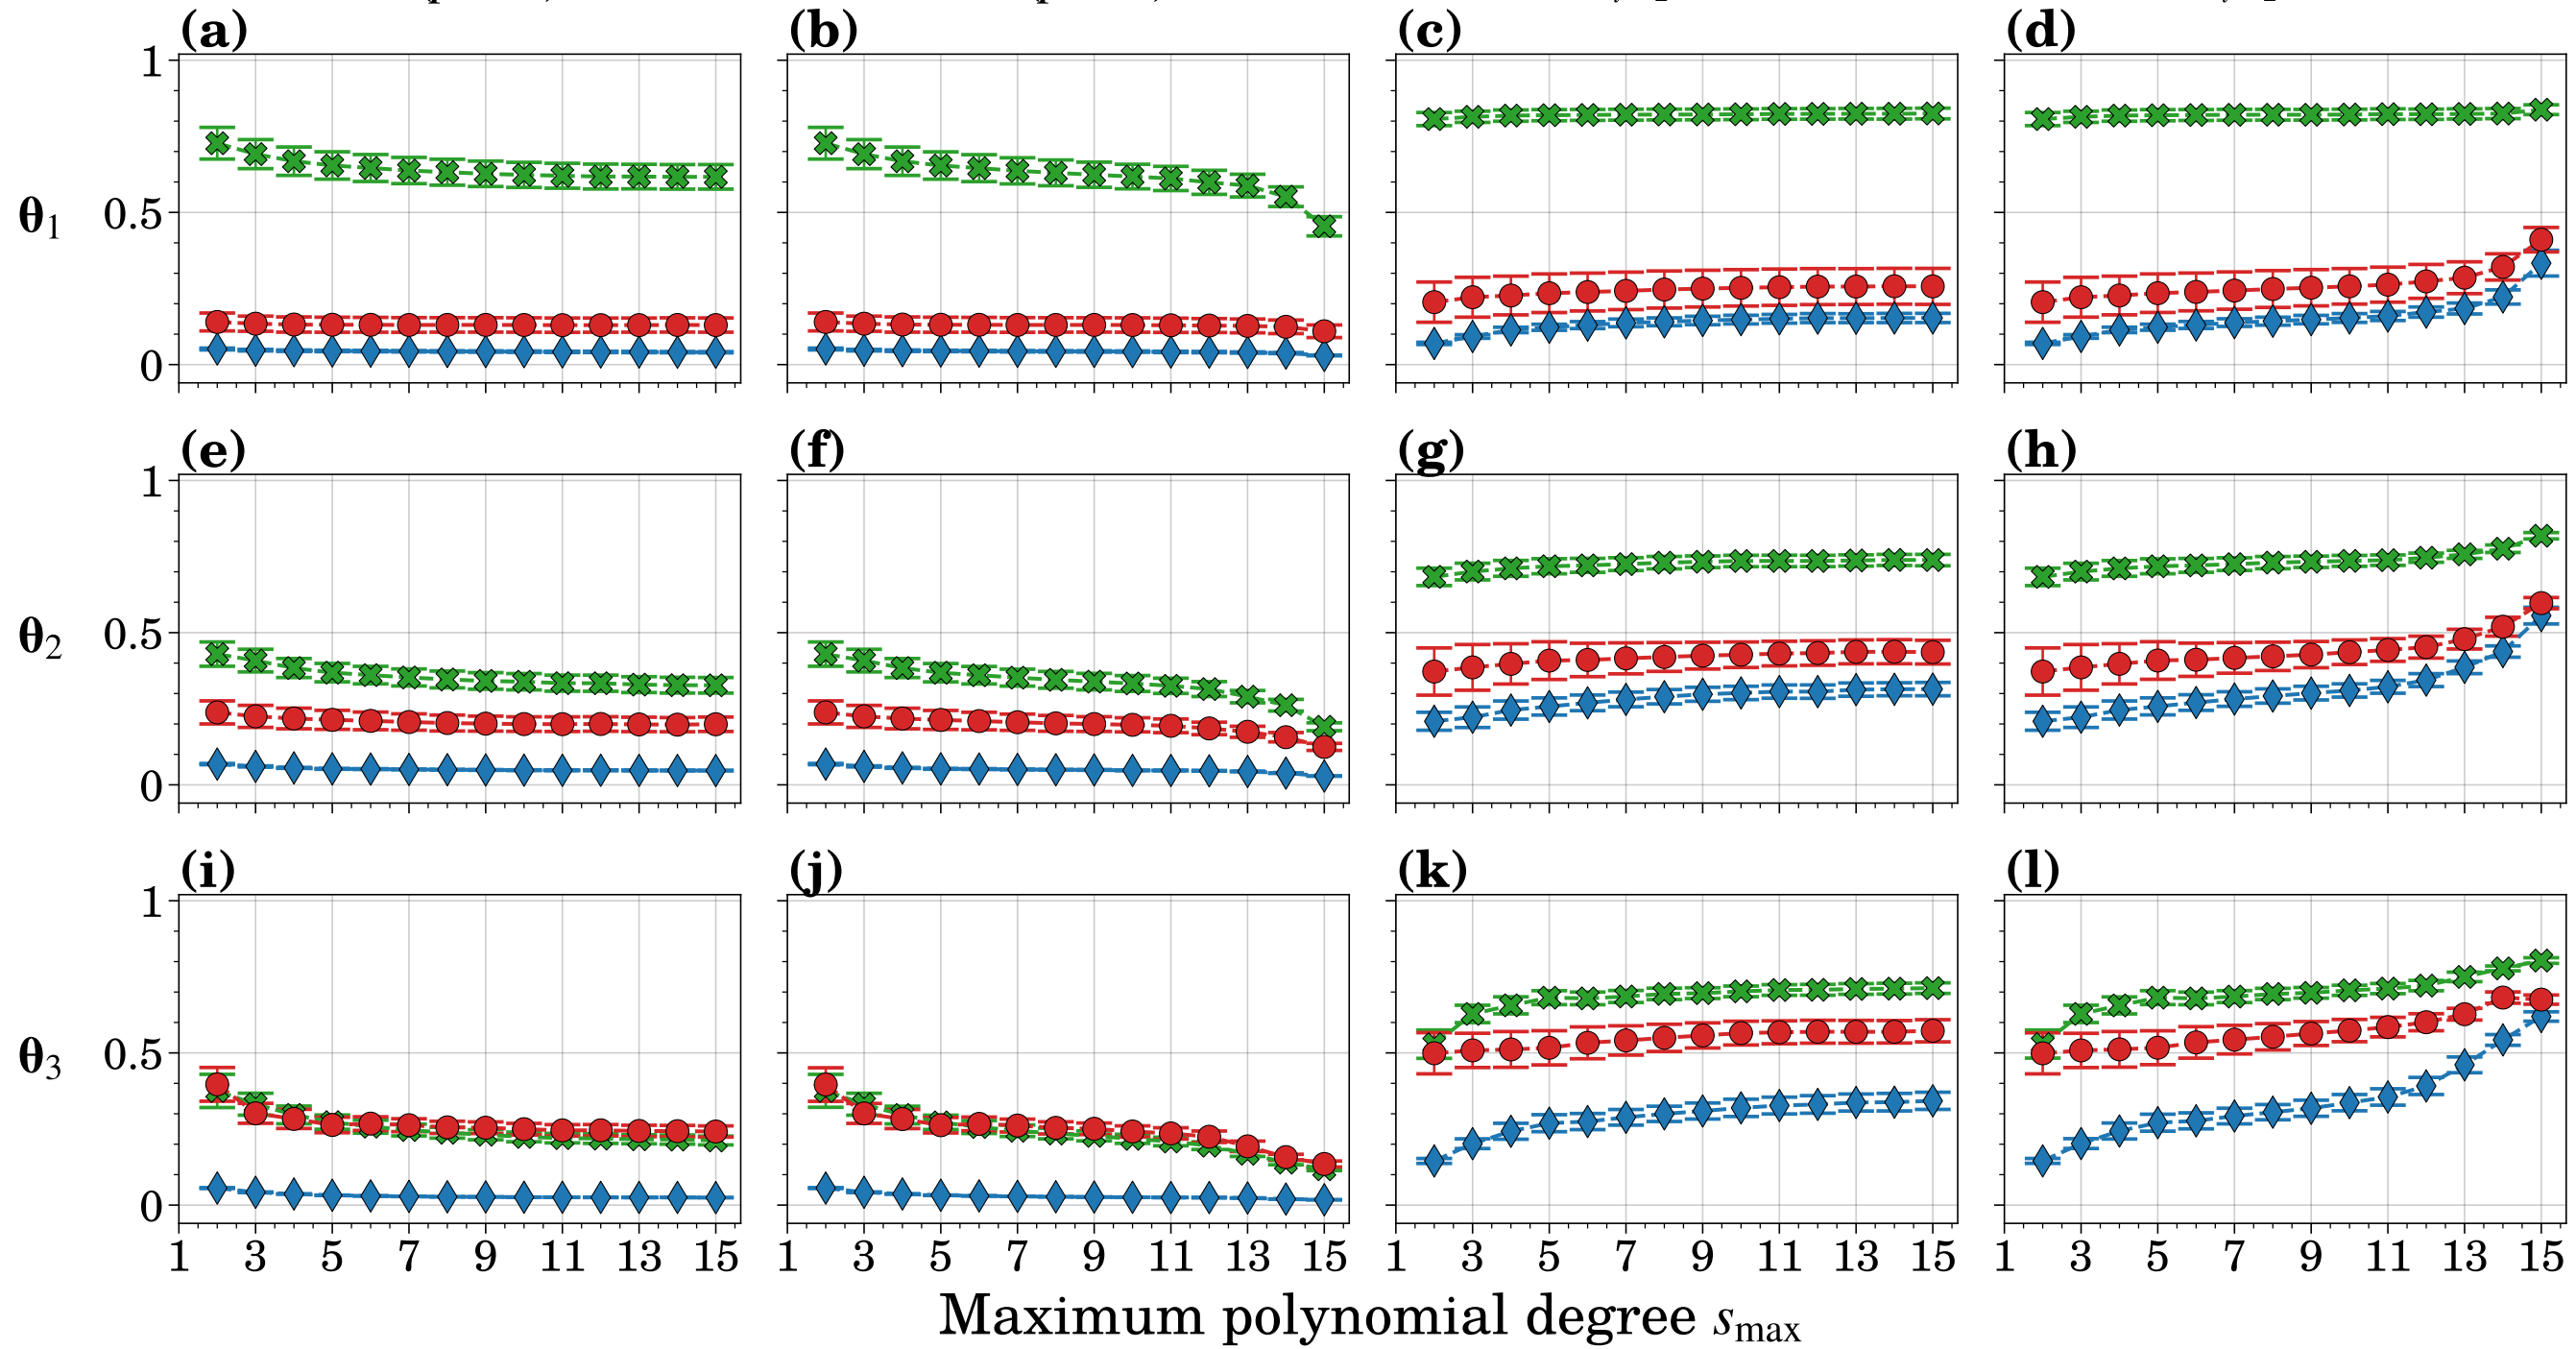 (a) (b) (c) (d)
1
θ1 0.5
0
(e) (f) (g) (h)
1
θ2 0.5
0
(i) (j) (k) (l)
1
θ3 0.5
0
1 3 5 7 9 11 13 15 1 3 5 7 9 11 13 15 1 3 5 7 9 11 13 15 1 3 5 7 9 11 13 15
Maximum polynomial degree smax